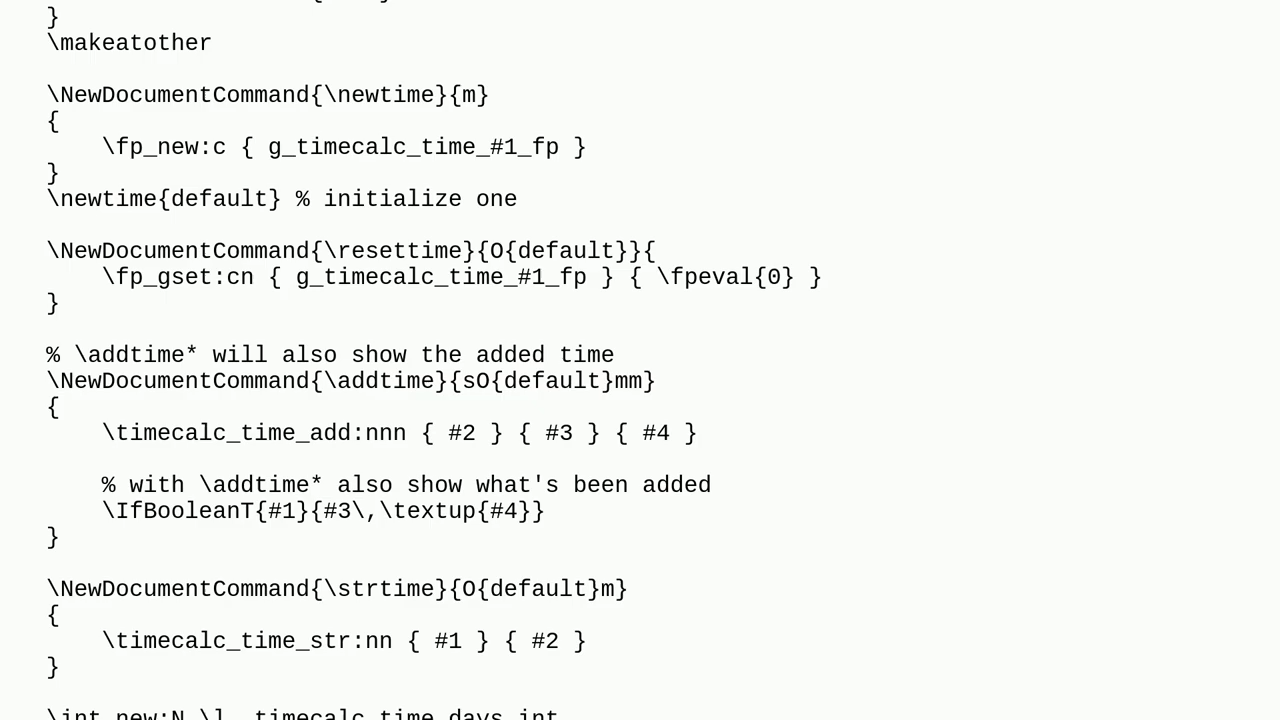 }
\makeatother
\NewDocumentCommand{\newtime}{m}
{
    \fp_new:c { g_timecalc_time_#1_fp }
}
\newtime{default} % initialize one
\NewDocumentCommand{\resettime}{O{default}}{
    \fp_gset:cn { g_timecalc_time_#1_fp } { \fpeval{0} }
}
% \addtime* will also show the added time
\NewDocumentCommand{\addtime}{sO{default}mm}
{
    \timecalc_time_add:nnn { #2 } { #3 } { #4 }
    % with \addtime* also show what's been added
    \IfBooleanT{#1}{#3\,\textup{#4}}
}
\NewDocumentCommand{\strtime}{O{default}m}
{
    \timecalc_time_str:nn { #1 } { #2 }
}
\int_new:N \l__timecalc_time_days_int